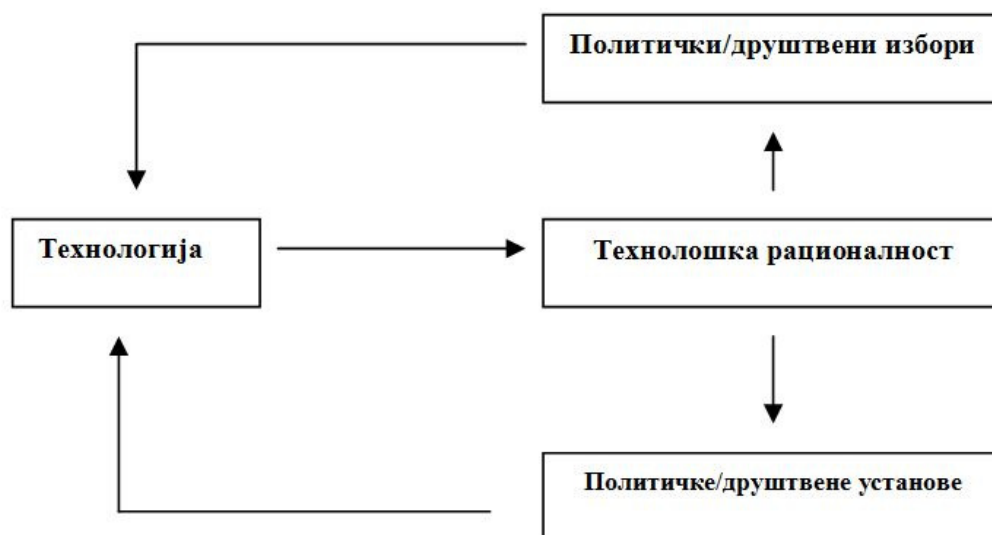 Политички/друштвени избори
Технологија
Технолошка рационалност
Политичке/друштвене установе